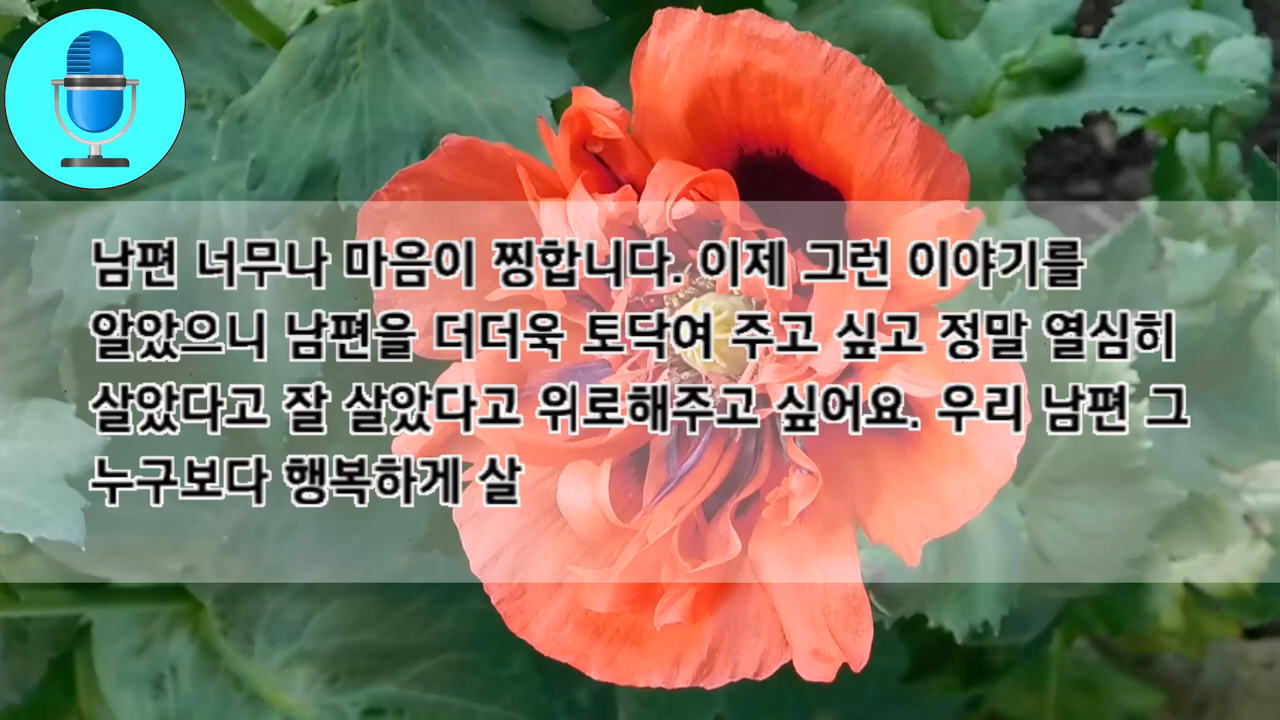 남편 너무나 마음이 찡합니다. 이제 그런 이야기를
알았으니 남편을 더더욱 토닥여 주고 싶고 정말 열심히
살았다고 잘 살았다고 위로해주고 싶어요. 우리 남편 그
누구보다 행복하게 살